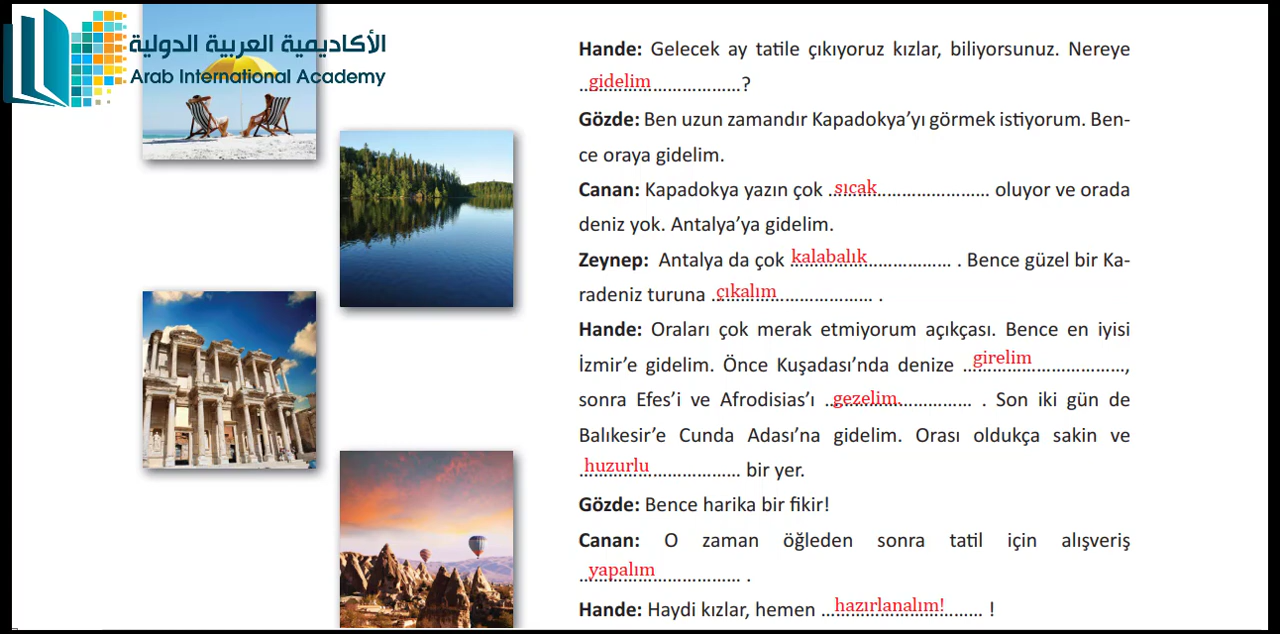 الأكاديمية العربية الدولية
Arab International Academy
Hande: Gelecek ay tatile çıkıyoruz kızlar, biliyorsunuz. Nereye
gidelim ?
Gözde: Ben uzun zamandır Kapadokya'yı görmek istiyorum. Ben-
ce oraya gidelim.
Canan: Kapadokya yazın çok sıcak oluyor ve orada
deniz yok. Antalya'ya gidelim.
Zeynep: Antalya da çok kalabalık . Bence güzel bir Ka-
radeniz turuna çıkalım .
Hande: Oraları çok merak etmiyorum açıkçası. Bence en iyisi
İzmir'e gidelim. Önce Kuşadası'nda denize girelim ,
sonra Efes'i ve Afrodisias'ı gezelim. . Son iki gün de
Balıkesir'e Cunda Adası'na gidelim. Orası oldukça sakin ve
huzurlu bir yer.
Gözde: Bence harika bir fikir!
Canan: O zaman öğleden sonra tatil için alışveriş
yapalım .
Hande: Haydi kızlar, hemen hazırlanalım! !